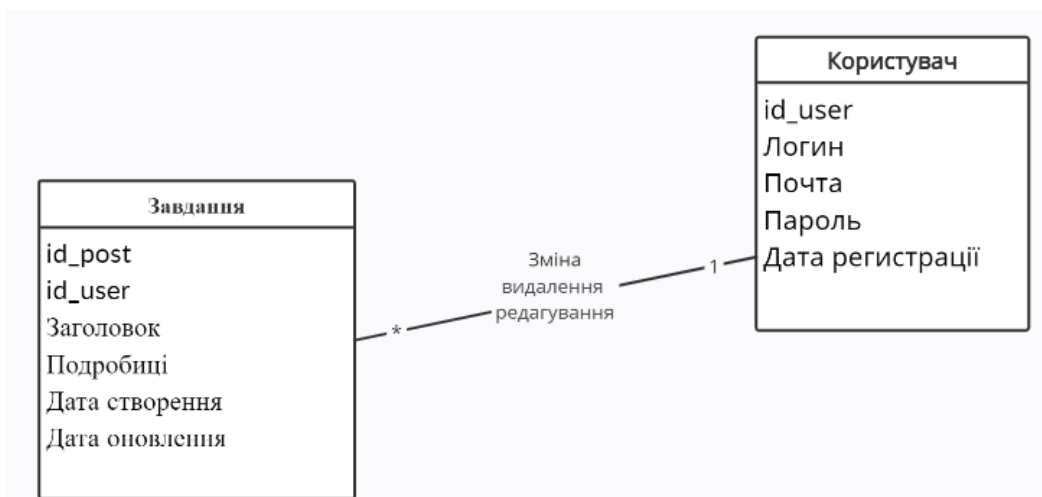 Користувач
id_user
Логин
Почта
Пароль
Дата регистрації
Завдання
id_post
id_user
Заголовок
Подробиці
Дата створення
Дата оновлення
Зміна
видалення
редагування
*
1